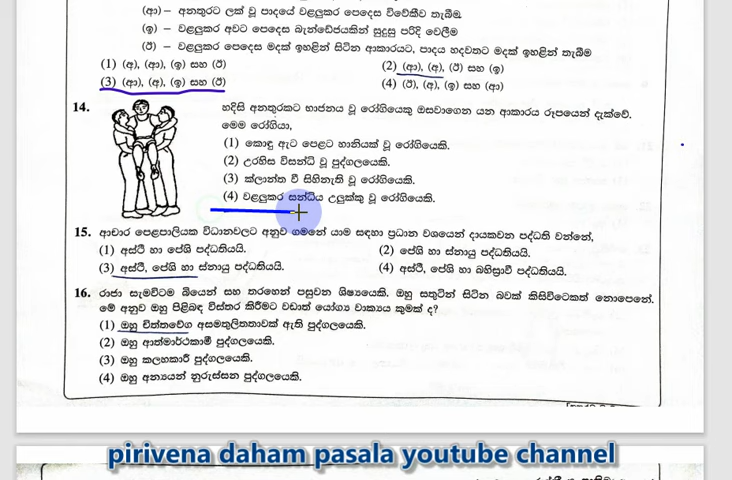 (ආ) – අනතුරට ලක් වූ පාදයේ වළලුකර පෙදෙස විවේකීව තැබීම
(ඉ) – වළලුකර අවට පෙදෙස බැන්ඩේජයකින් සුදුසු පරිදි වෙලීම
(ඊ) – වළලුකර පෙදෙස මදක් ඉහළින් සිටින ආකාරයට, පාදය හදවතට මදක් ඉහළින් තැබීම
(1) (අ), (ආ), (ඉ) සහ (ඊ) (2) (ආ), (අ), (ඊ) සහ (ඉ)
(3) (ආ), (අ), (ඉ) සහ (ඊ) (4) (ඊ), (අ), (ඉ) සහ (ආ)
14. හදිසි අනතුරකට භාජනය වූ රෝගියෙකු ඔසවාගෙන යන ආකාරය රූපයෙන් දැක්වේ.
මෙම රෝගියා,
(1) කොඳු ඇට පෙළට හානියක් වූ රෝගියෙකි.
(2) උරහිස විසන්ධි වූ පුද්ගලයෙකි.
(3) ක්ලාන්ත වී සිහිනැති වූ රෝගියෙකි.
(4) වළලුකර සන්ධිය උලුක්කු වූ රෝගියෙකි.
15. ආචාර පෙළපාලියක විධානවලට අනුව ගමනේ යාම සඳහා ප්‍රධාන වශයෙන් දායකවන පද්ධති වන්නේ,
(1) අස්ථි හා පේශි පද්ධතියයි. (2) පේශි හා ස්නායු පද්ධතියයි.
(3) අස්ථි, පේශි හා ස්නායු පද්ධතියයි. (4) අස්ථි, පේශි හා බහිස්‍රාවී පද්ධතියයි.
16. රාජා සැමවිටම බියෙන් සහ තරහෙන් පසුවන ශිෂ්‍යයෙකි. ඔහු සතුටින් සිටින බවක් කිසිවිටෙකත් නොපෙනේ.
මේ අනුව ඔහු පිළිබඳ විස්තර කිරීමට වඩාත් යෝග්‍ය වාක්‍යය කුමක් ද?
(1) ඔහු චිත්තවේග අසමතුලිතතාවක් ඇති පුද්ගලයෙකි.
(2) ඔහු ආත්මාර්ථකාමී පුද්ගලයෙකි.
(3) ඔහු කලහකාරී පුද්ගලයෙකි.
(4) ඔහු අන්‍යයන් නුරුස්සන පුද්ගලයෙකි.
pirivena daham pasala youtube channel